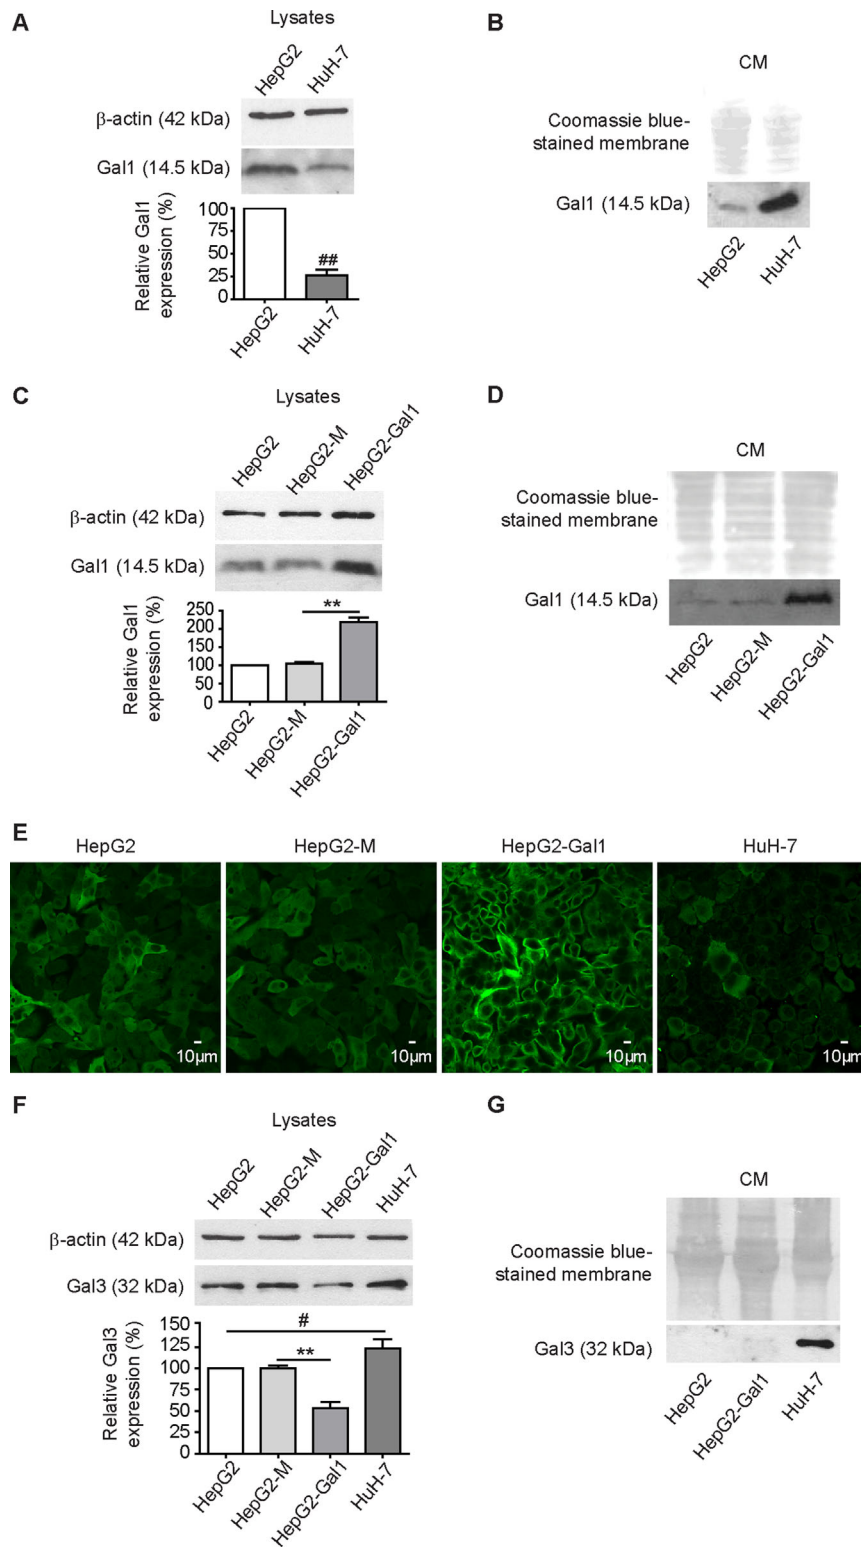 A
Lysates
HepG2
HuH-7
β-actin (42 kDa)
Gal1 (14.5 kDa)
Relative Gal1
expression (%)
100
75
50
25
0
##
HepG2
HuH-7
B
CM
Coomassie blue-
stained membrane
Gal1 (14.5 kDa)
HepG2
HuH-7
C
Lysates
HepG2
HepG2-M
HepG2-Gal1
β-actin (42 kDa)
Gal1 (14.5 kDa)
Relative Gal1
expression (%)
250
200
150
100
50
0
**
HepG2
HepG2-M
HepG2-Gal1
D
CM
Coomassie blue-
stained membrane
Gal1 (14.5 kDa)
HepG2
HepG2-M
HepG2-Gal1
E
HepG2
HepG2-M
HepG2-Gal1
HuH-7
10µm
10µm
10µm
10µm
F
Lysates
HepG2
HepG2-M
HepG2-Gal1
HuH-7
β-actin (42 kDa)
Gal3 (32 kDa)
Relative Gal3
expression (%)
150
125
100
75
50
25
0
#
**
HepG2
HepG2-M
HepG2-Gal1
HuH-7
G
CM
Coomassie blue-
stained membrane
Gal3 (32 kDa)
HepG2
HepG2-Gal1
HuH-7